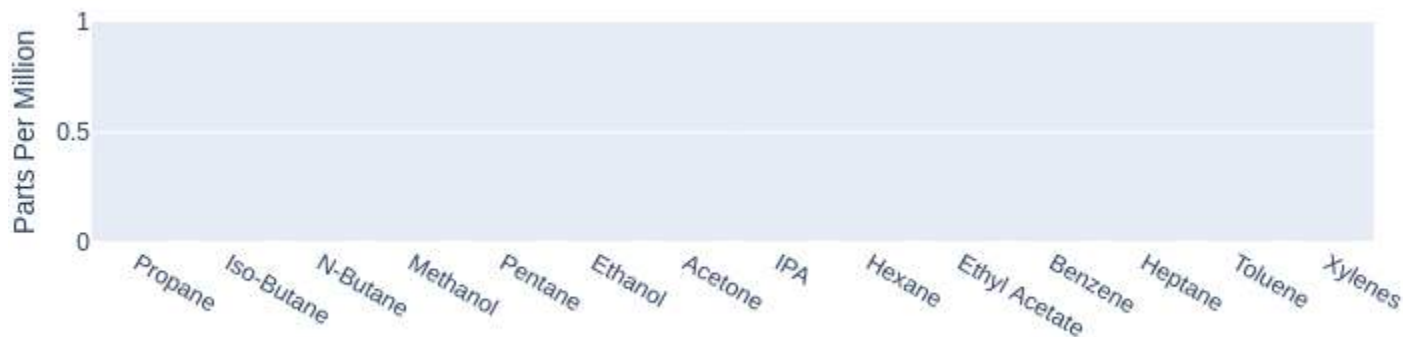 Parts Per Million
1
0.5
0
Propane
Iso-Butane
N-Butane
Methanol
Pentane
Ethanol
Acetone
IPA
Hexane
Ethyl Acetate
Benzene
Heptane
Toluene
Xylenes